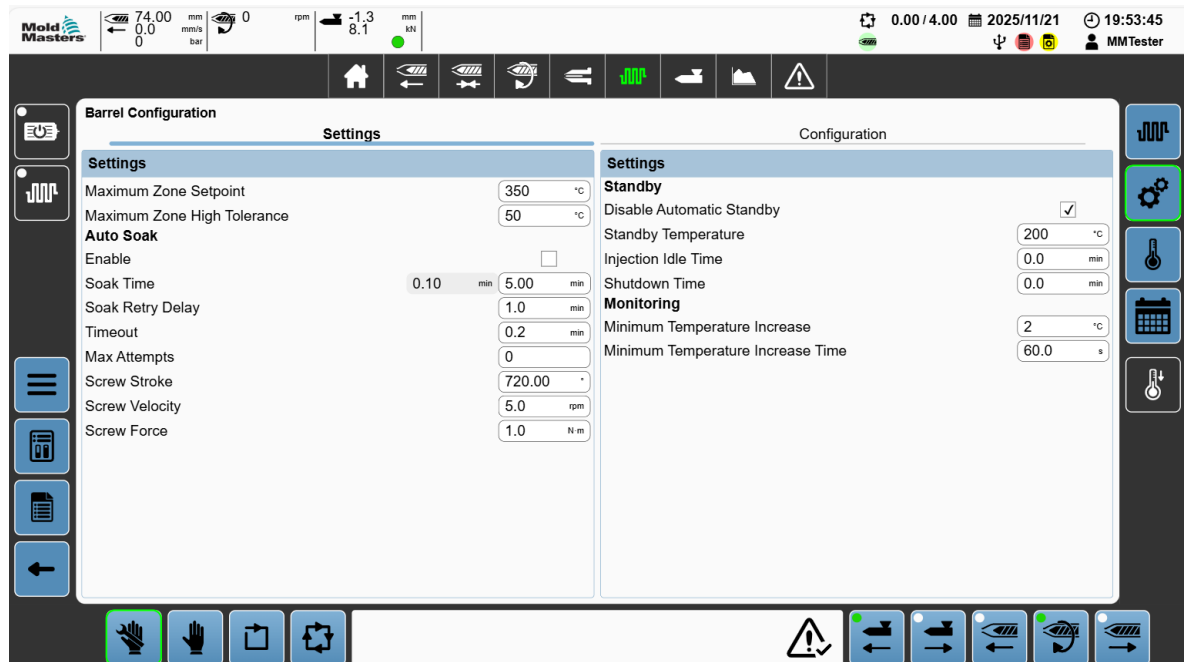 Mold
Masters
74.00 mm
0.0 mm/s
0 bar
0 rpm
-1.3 mm
8.1 kN
0.00 / 4.00
2025/11/21
19:53:45
MMTester
Barrel Configuration
Settings
Configuration
Settings
Maximum Zone Setpoint 350 °C
Maximum Zone High Tolerance 50 °C
Auto Soak
Enable
Soak Time 0.10 min 5.00 min
Soak Retry Delay 1.0 min
Timeout 0.2 min
Max Attempts 0
Screw Stroke 720.00 °
Screw Velocity 5.0 rpm
Screw Force 1.0 N·m
Settings
Standby
Disable Automatic Standby
Standby Temperature 200 °C
Injection Idle Time 0.0 min
Shutdown Time 0.0 min
Monitoring
Minimum Temperature Increase 2 °C
Minimum Temperature Increase Time 60.0 s